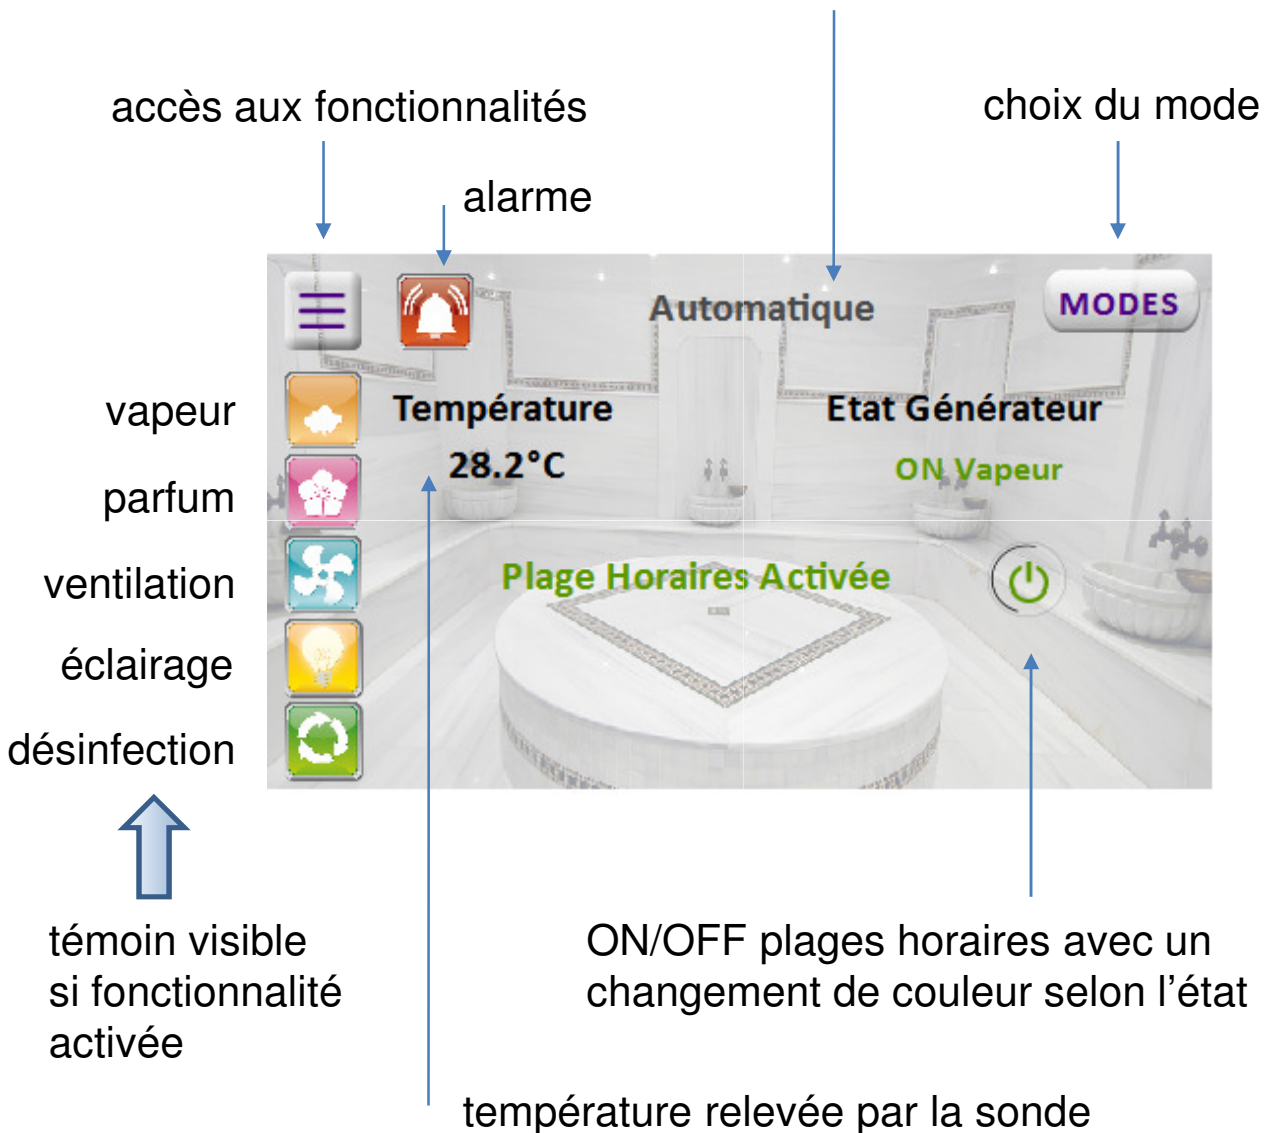 accès aux fonctionnalités
choix du mode
alarme
Automatique
MODES
vapeur
Température
Etat Générateur
28.2°C
ON Vapeur
parfum
ventilation
Plage Horaires Activée
éclairage
désinfection
témoin visible
si fonctionnalité
activée
ON/OFF plages horaires avec un
changement de couleur selon l’état
température relevée par la sonde